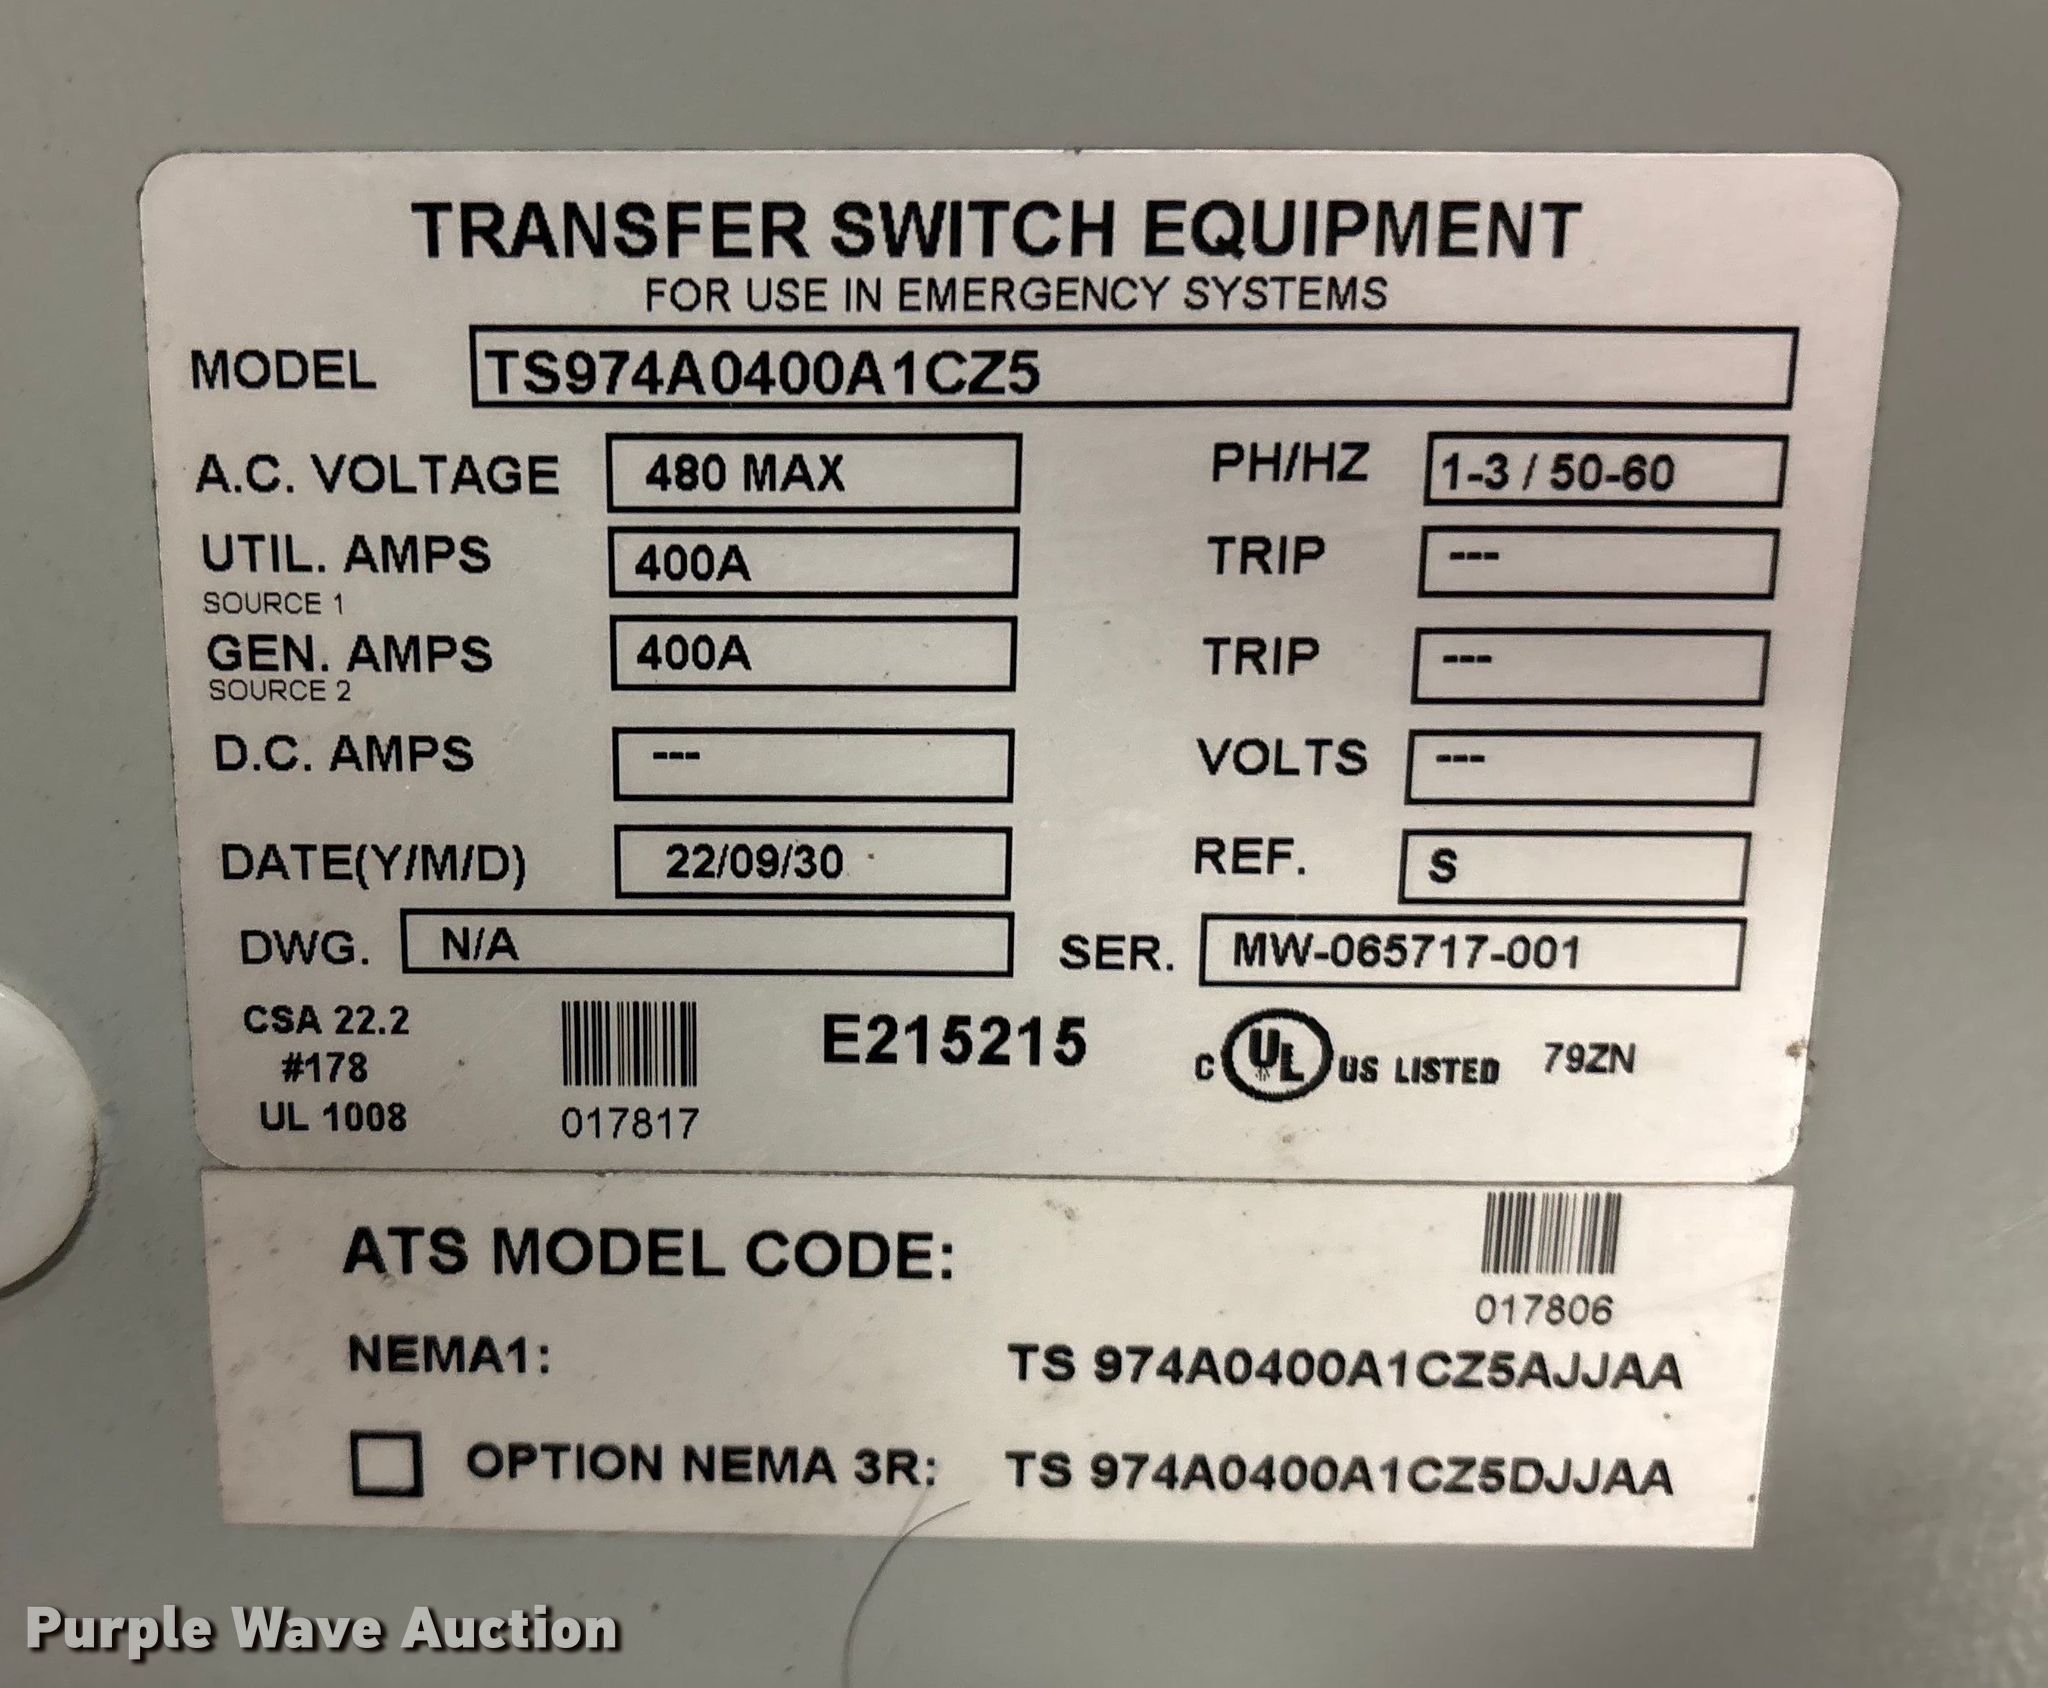 TRANSFER SWITCH EQUIPMENT
FOR USE IN EMERGENCY SYSTEMS
MODEL TS974A0400A1CZ5
A.C. VOLTAGE 480 MAX PH/HZ 1-3 / 50-60
UTIL. AMPS 400A TRIP ---
SOURCE 1
GEN. AMPS 400A TRIP ---
SOURCE 2
D.C. AMPS --- VOLTS ---
DATE(Y/M/D) 22/09/30 REF. S
DWG. N/A SER. MW-065717-001
CSA 22.2
#178
UL 1008
017817
E215215
C UL US LISTED 79ZN
ATS MODEL CODE:
017806
NEMA1: TS 974A0400A1CZ5AJJAA
OPTION NEMA 3R: TS 974A0400A1CZ5DJJAA
Purple Wave Auction